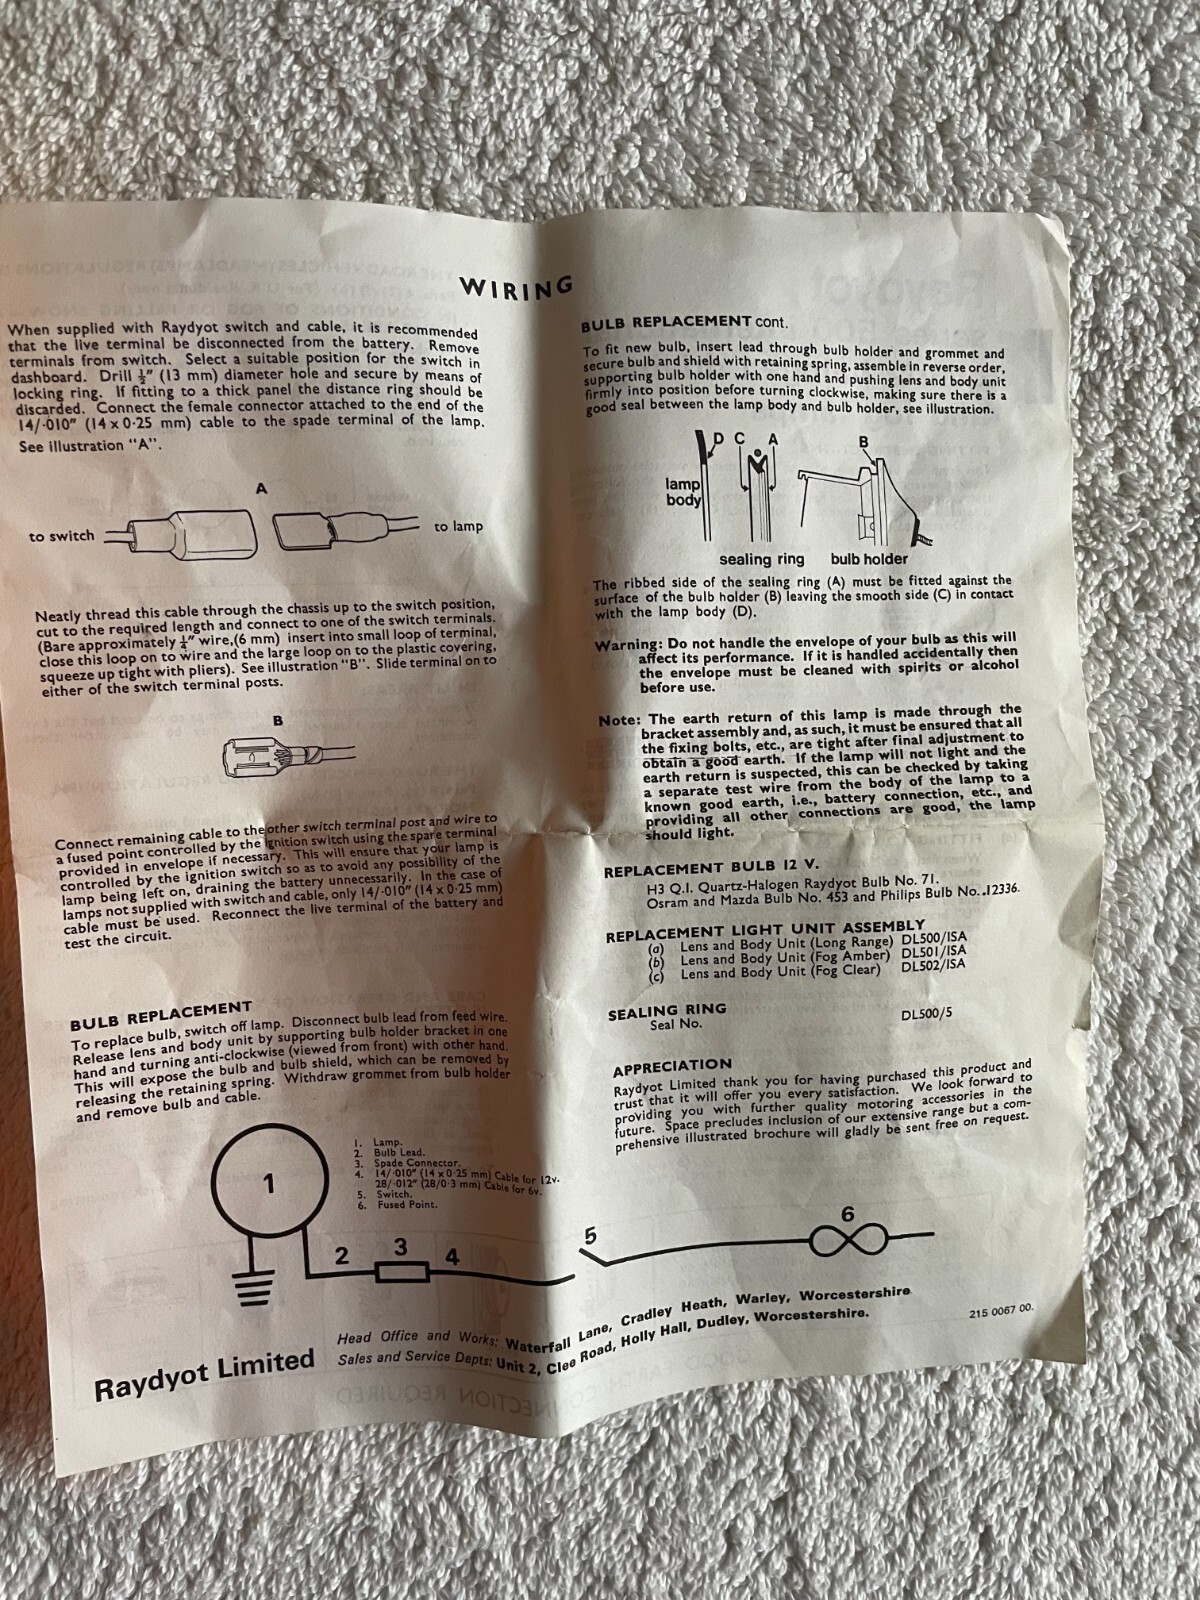 WIRING
When supplied with Raydyot switch and cable, it is recommended
that the live terminal be disconnected from the battery. Remove
terminals from switch. Select a suitable position for the switch in
dashboard. Drill ½″ (13 mm) diameter hole and secure by means of
locking ring. If fitting to a thick panel the distance ring should be
discarded. Connect the female connector attached to the end of the
14/·010″ (14 x 0·25 mm) cable to the spade terminal of the lamp.
See illustration "A".
A
to switch
to lamp
Neatly thread this cable through the chassis up to the switch position,
cut to the required length and connect to one of the switch terminals.
(Bare approximately ¼″ wire,(6 mm) insert into small loop of terminal,
close this loop on to wire and the large loop on to the plastic covering,
squeeze up tight with pliers). See illustration "B". Slide terminal on to
either of the switch terminal posts.
B
Connect remaining cable to the other switch terminal post and wire to
a fused point controlled by the ignition switch using the spare terminal
provided in envelope if necessary. This will ensure that your lamp is
controlled by the ignition switch so as to avoid any possibility of the
lamp being left on, draining the battery unnecessarily. In the case of
lamps not supplied with switch and cable, only 14/·010″ (14 x 0·25 mm)
cable must be used. Reconnect the live terminal of the battery and
test the circuit.
BULB REPLACEMENT
To replace bulb, switch off lamp. Disconnect bulb lead from feed wire.
Release lens and body unit by supporting bulb holder bracket in one
hand and turning anti-clockwise (viewed from front) with other hand.
This will expose the bulb and bulb shield, which can be removed by
releasing the retaining spring. Withdraw grommet from bulb holder
and remove bulb and cable.
BULB REPLACEMENT cont.
To fit new bulb, insert lead through bulb holder and grommet and
secure bulb and shield with retaining spring, assemble in reverse order,
supporting bulb holder with one hand and pushing lens and body unit
firmly into position before turning clockwise, making sure there is a
good seal between the lamp body and bulb holder, see illustration.
D C A B
lamp
body
sealing ring bulb holder
The ribbed side of the sealing ring (A) must be fitted against the
surface of the bulb holder (B) leaving the smooth side (C) in contact
with the lamp body (D).
Warning: Do not handle the envelope of your bulb as this will
affect its performance. If it is handled accidentally then
the envelope must be cleaned with spirits or alcohol
before use.
Note: The earth return of this lamp is made through the
bracket assembly and, as such, it must be ensured that all
the fixing bolts, etc., are tight after final adjustment to
obtain a good earth. If the lamp will not light and the
earth return is suspected, this can be checked by taking
a separate test wire from the body of the lamp to a
known good earth, i.e., battery connection, etc., and
providing all other connections are good, the lamp
should light.
REPLACEMENT BULB 12 V.
H3 Q.I. Quartz-Halogen Raydyot Bulb No. 71.
Osram and Mazda Bulb No. 453 and Philips Bulb No. 12336.
REPLACEMENT LIGHT UNIT ASSEMBLY
(a) Lens and Body Unit (Long Range) DL500/ISA
(b) Lens and Body Unit (Fog Amber) DL501/ISA
(c) Lens and Body Unit (Fog Clear) DL502/ISA
SEALING RING
Seal No. DL500/5
APPRECIATION
Raydyot Limited thank you for having purchased this product and
trust that it will offer you every satisfaction. We look forward to
providing you with further quality motoring accessories in the
future. Space precludes inclusion of our extensive range but a com-
prehensive illustrated brochure will gladly be sent free on request.
1. Lamp.
2. Bulb Lead.
3. Spade Connector.
4. 14/·010″ (14 x 0·25 mm) Cable for 12v.
28/·012″ (28/0·3 mm) Cable for 6v.
5. Switch.
6. Fused Point.
1
2
3
4
5
6
Raydyot Limited
Head Office and Works: Waterfall Lane, Cradley Heath, Warley, Worcestershire
Sales and Service Depts: Unit 2, Clee Road, Holly Hall, Dudley, Worcestershire.
215 0067 00.